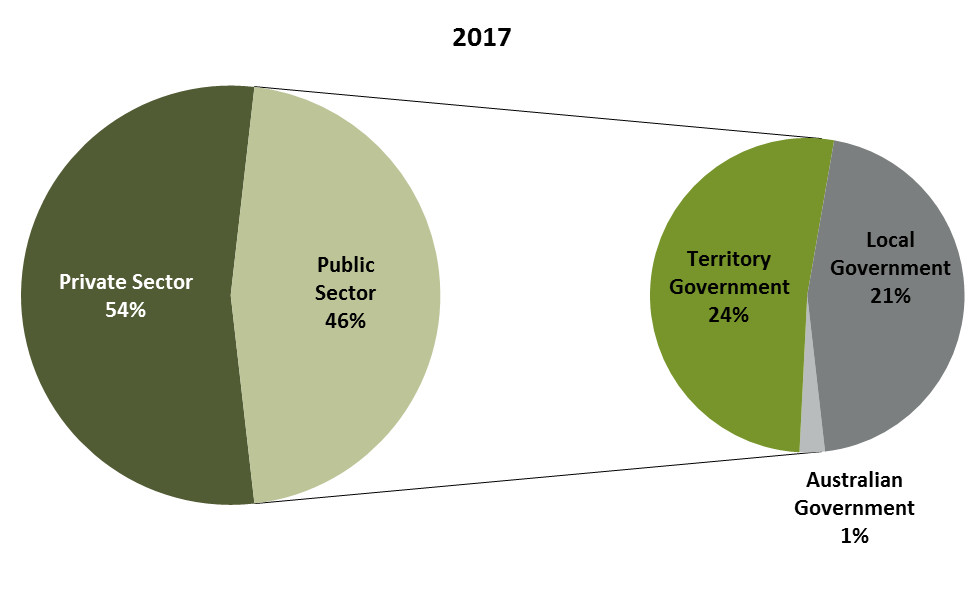 2017
Private Sector
54%
Public
Sector
46%
Territory
Government
24%
Local
Government
21%
Australian
Government
1%